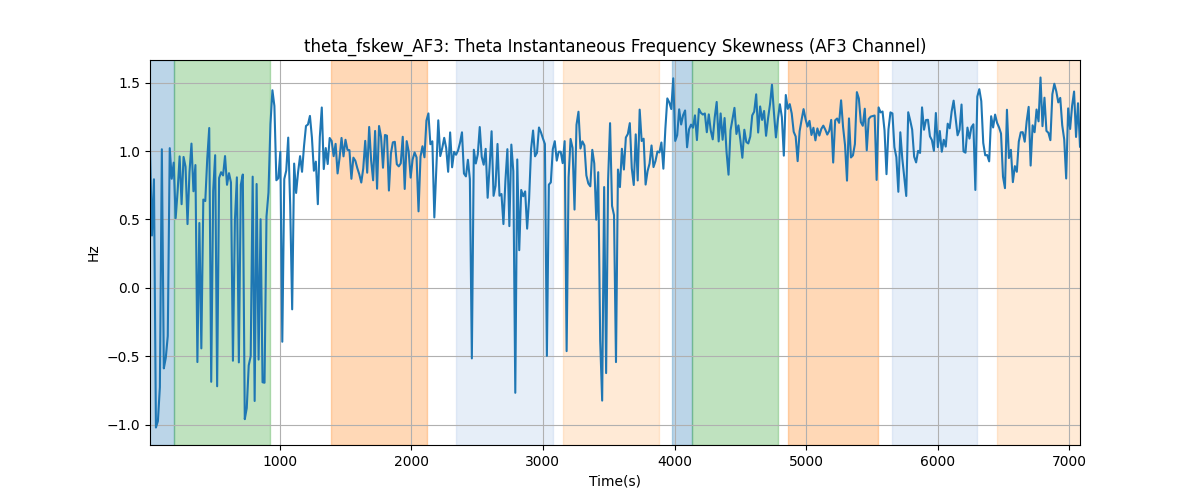 theta_fskew_AF3: Theta Instantaneous Frequency Skewness (AF3 Channel)
1.5
1.0
0.5
0.0
−0.5
−1.0
Hz
1000 2000 3000 4000 5000 6000 7000
Time(s)